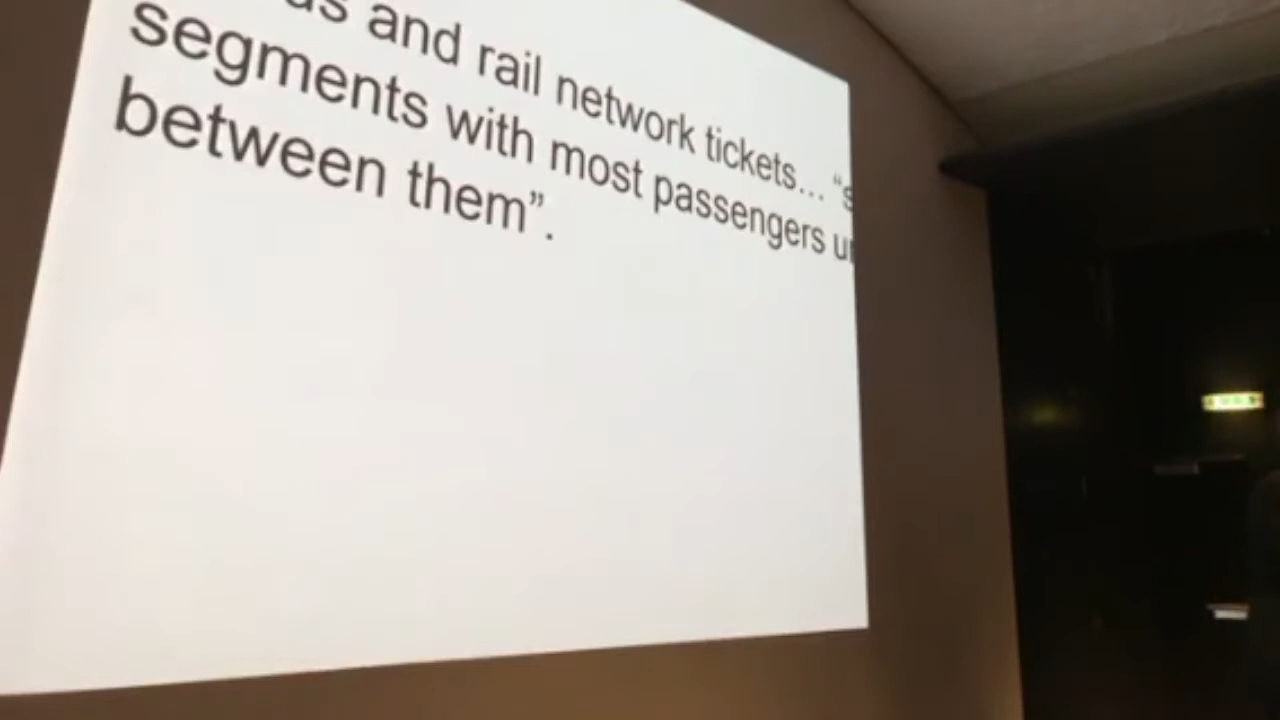 and rail network tickets... “
segments with most passengers
between them”.